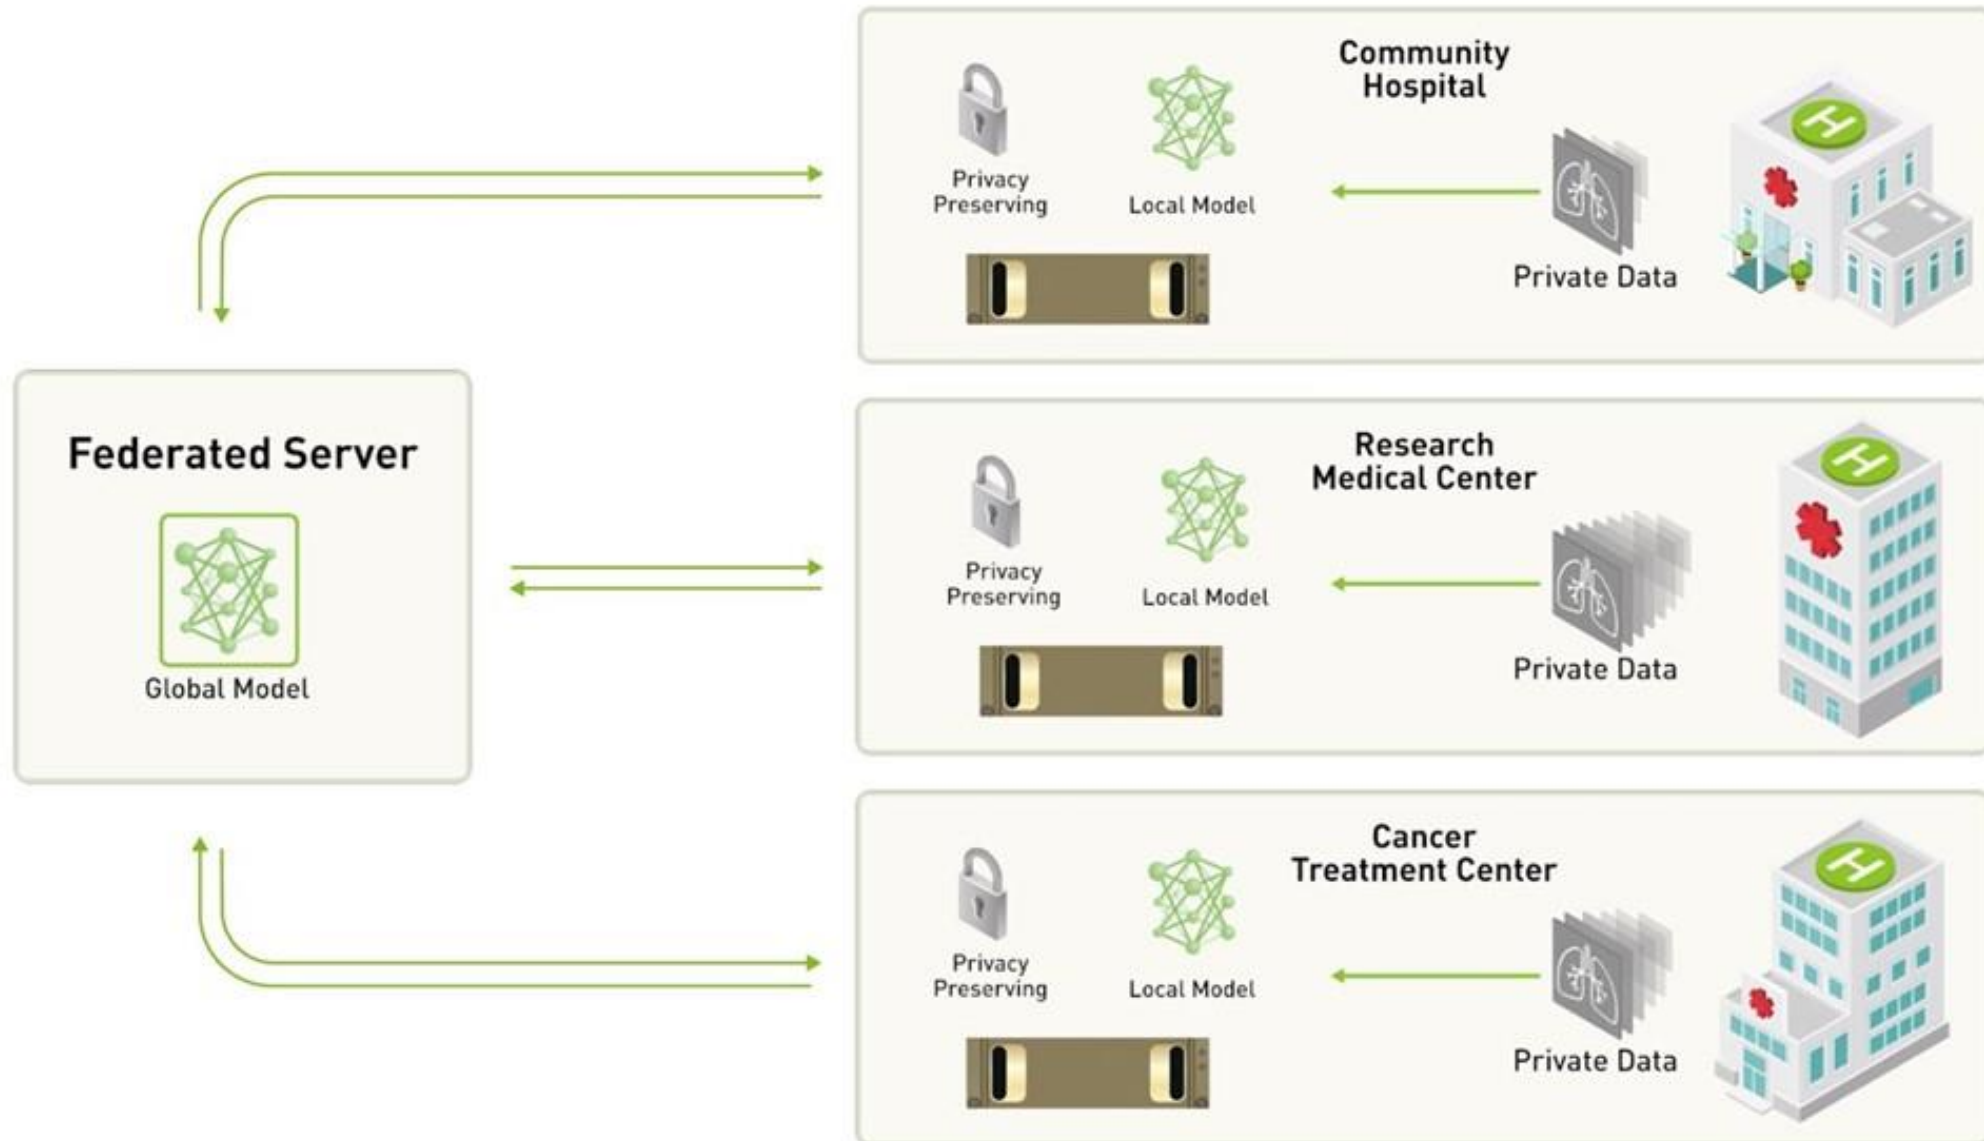 Community
Hospital
Privacy
Preserving
Local Model
Private Data
Federated Server
Global Model
Research
Medical Center
Privacy
Preserving
Local Model
Private Data
Cancer
Treatment Center
Privacy
Preserving
Local Model
Private Data
H
H
H